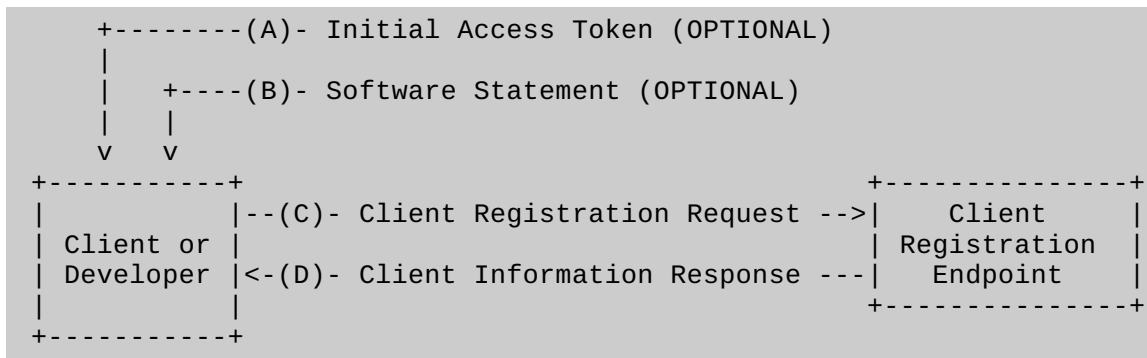 +--------(A)- Initial Access Token (OPTIONAL)
|
|   +----(B)- Software Statement (OPTIONAL)
|   |
v   v
+-----------+                                      +---------------+
|           |--(C)- Client Registration Request -->|    Client     |
| Client or |                                      | Registration  |
| Developer |<-(D)- Client Information Response ---|   Endpoint    |
|           |                                      +---------------+
+-----------+